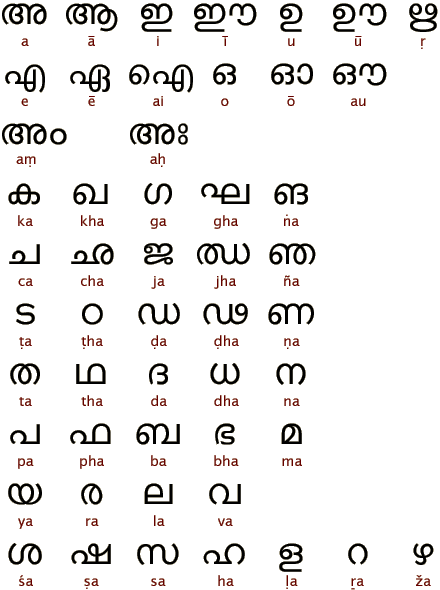 അ ആ ഇ ഈ ഉ ഊ ഋ
a ā i ī u ū ṛ
എ ഏ ഐ ഒ ഓ ഔ
e ē ai o ō au
അം അഃ
aṃ aḥ
ക ഖ ഗ ഘ ങ
ka kha ga gha ṅa
ച ഛ ജ ഝ ഞ
ca cha ja jha ña
ട ഠ ഡ ഢ ണ
ṭa ṭha ḍa ḍha ṇa
ത ഥ ദ ധ ന
ta tha da dha na
പ ഫ ബ ഭ മ
pa pha ba bha ma
യ ര ല വ
ya ra la va
ശ ഷ സ ഹ ള റ ഴ
śa ṣa sa ha ḷa ṟa ža